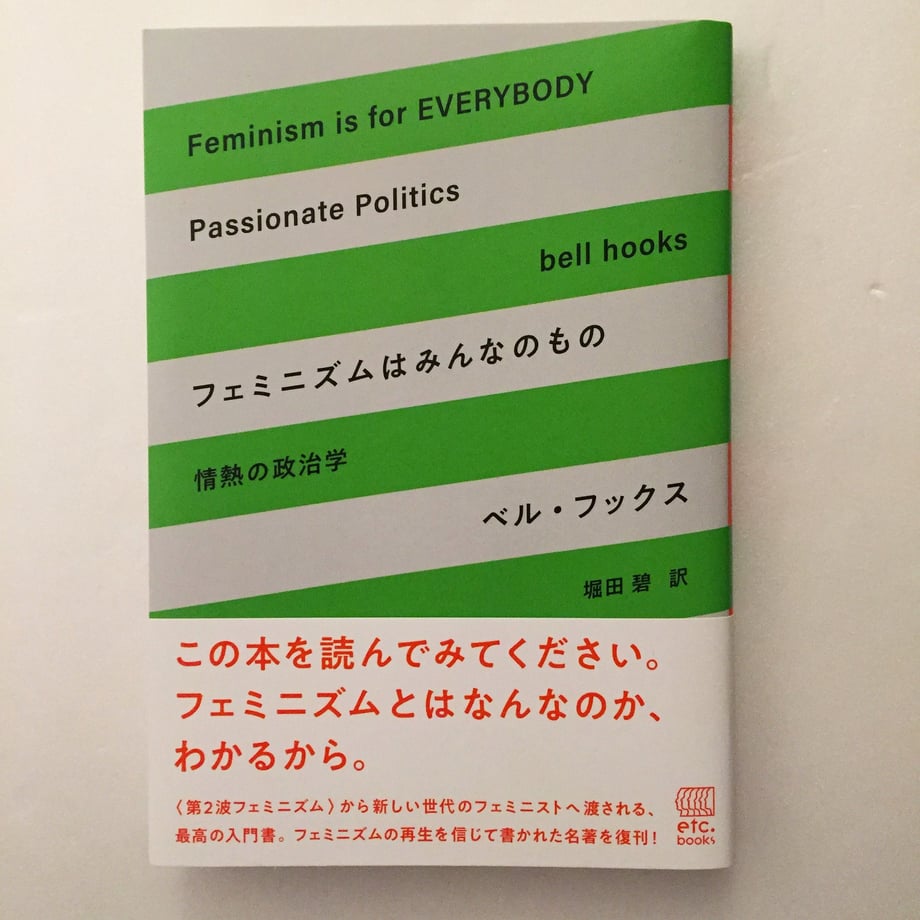 Feminism is for EVERYBODY
Passionate Politics
bell hooks
フェミニズムはみんなのもの
情熱の政治学
ベル・フックス
堀田 碧 訳
この本を読んでみてください。
フェミニズムとはなんなのか、
わかるから。
〈第2波フェミニズム〉から新しい世代のフェミニストへ渡される、
最高の入門書。フェミニズムの再生を信じて書かれた名著を復刊!
etc.
books